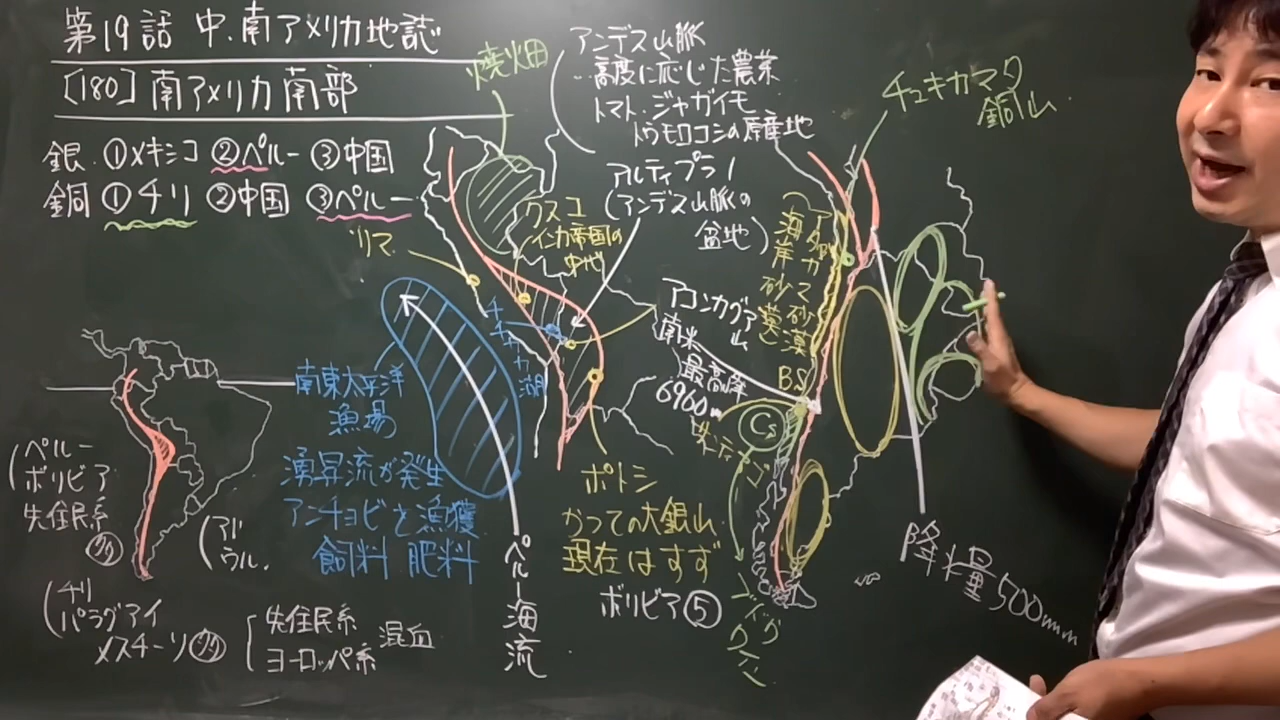 第19話 中.南アメリカ地誌
[180] 南アメリカ南部
銀.①メキシコ ②ペルー ③中国
銅 ①チリ ②中国 ③ペルー
焼畑
アンデス山脈
高度に応じた農業
トマト.ジャガイモ
トウモロコシの原産地
アルティプラノ
(アンデス山脈の
盆地)
クスコ
インカ帝国の
中心
リマ
チチカカ湖
南東太平洋
漁場
湧昇流が発生
アンチョビを漁獲
飼料 肥料
ペルー海流
ポトシ
かつての大銀山
現在はすず
ボリビア⑤
ペルー
ボリビア
先住民系
チリ
パラグアイ
メスチーソ
先住民系
ヨーロッパ系
混血
チュキカマタ
銅山
アタカマ砂漠
海岸砂漠
BS
アコンカグア山
南米
最高峰
6960m
Cs
サンティアゴ
降水量500mm